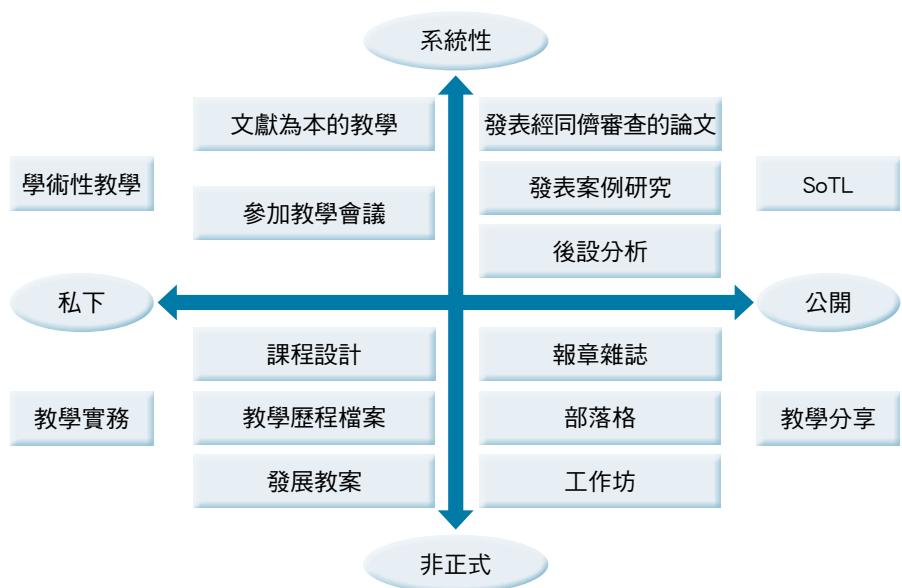 系統性
文獻為本的教學
發表經同儕審查的論文
學術性教學
發表案例研究
SoTL
參加教學會議
後設分析
私下
公開
課程設計
報章雜誌
教學實務
教學歷程檔案
部落格
教學分享
發展教案
工作坊
非正式